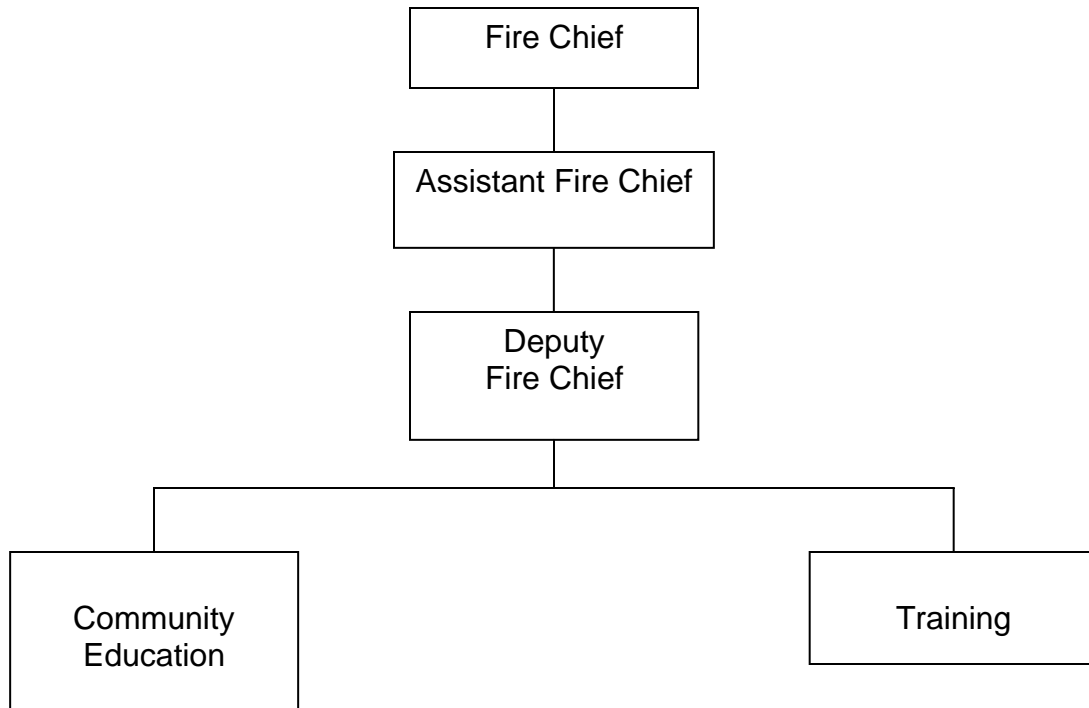 Fire Chief
Assistant Fire Chief
Deputy
Fire Chief
Community
Education
Training